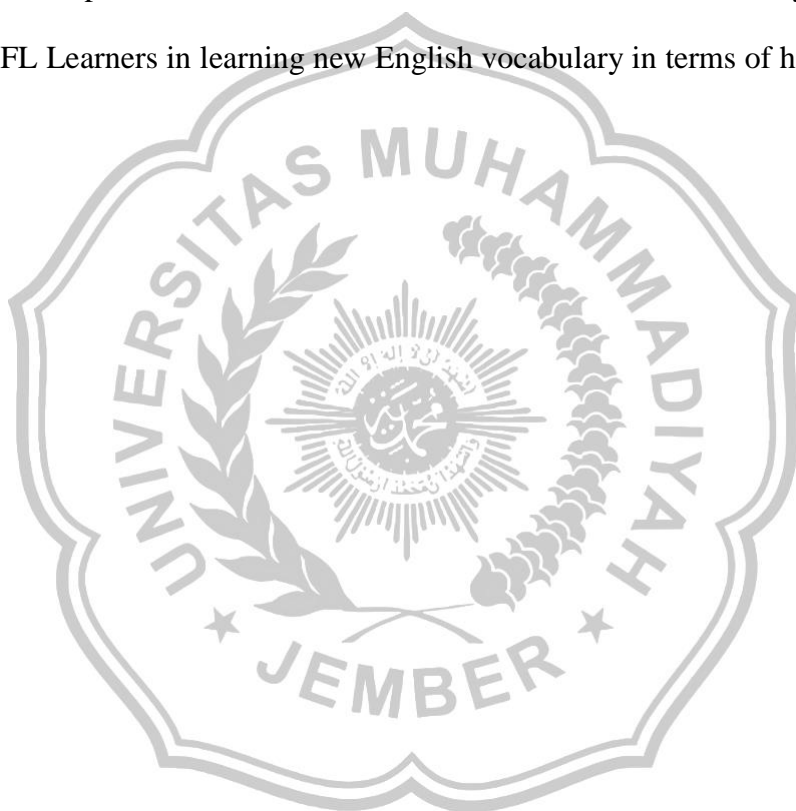 FL Learners in learning new English vocabulary in terms of h
UNIVERSITAS MUHAMMADIYAH
JEMBER